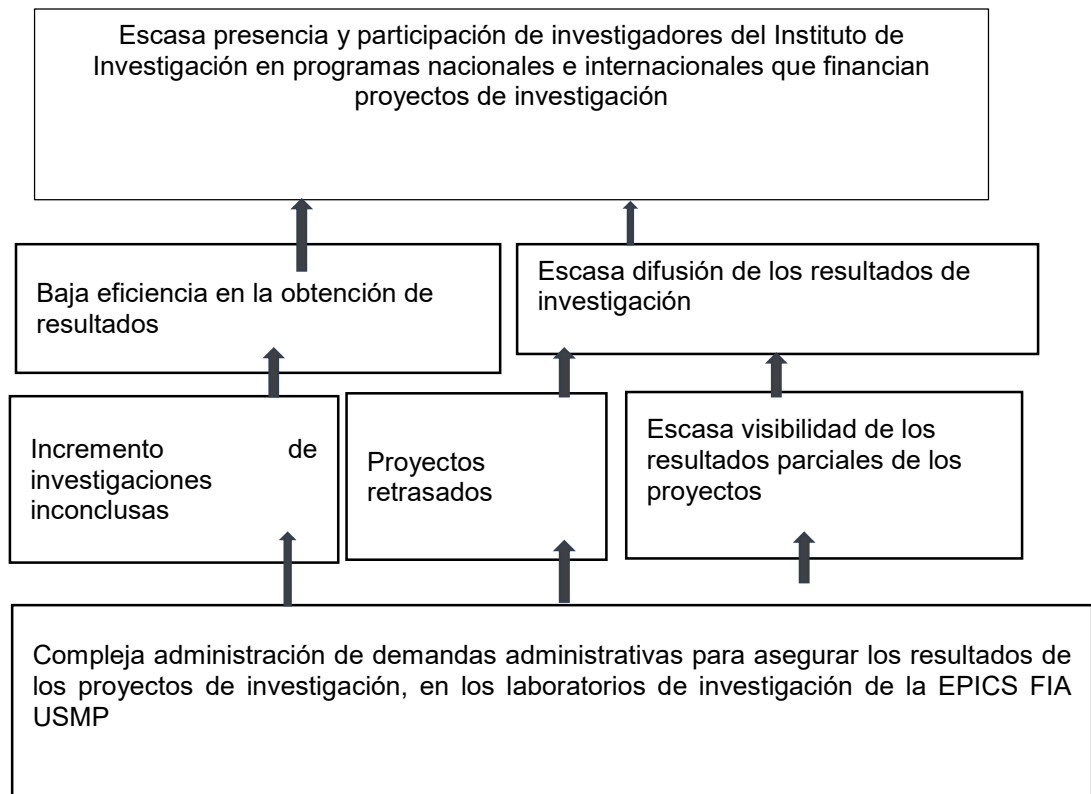 Escasa presencia y participación de investigadores del Instituto de
Investigación en programas nacionales e internacionales que financian
proyectos de investigación
Baja eficiencia en la obtención de
resultados
Escasa difusión de los resultados de
investigación
Incremento de
investigaciones
inconclusas
Proyectos
retrasados
Escasa visibilidad de los
resultados parciales de los
proyectos
Compleja administración de demandas administrativas para asegurar los resultados de
los proyectos de investigación, en los laboratorios de investigación de la EPICS FIA
USMP